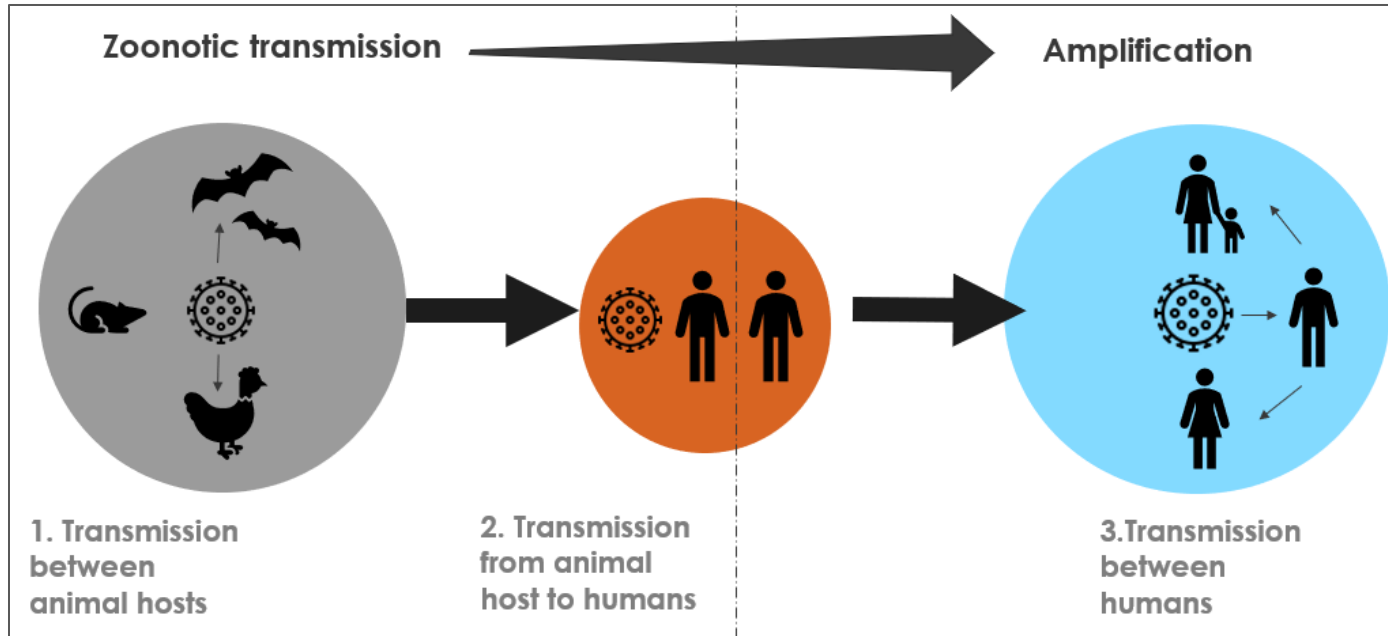 Zoonotic transmission
Amplification
1. Transmission
between
animal hosts
2. Transmission
from animal
host to humans
3.Transmission
between
humans